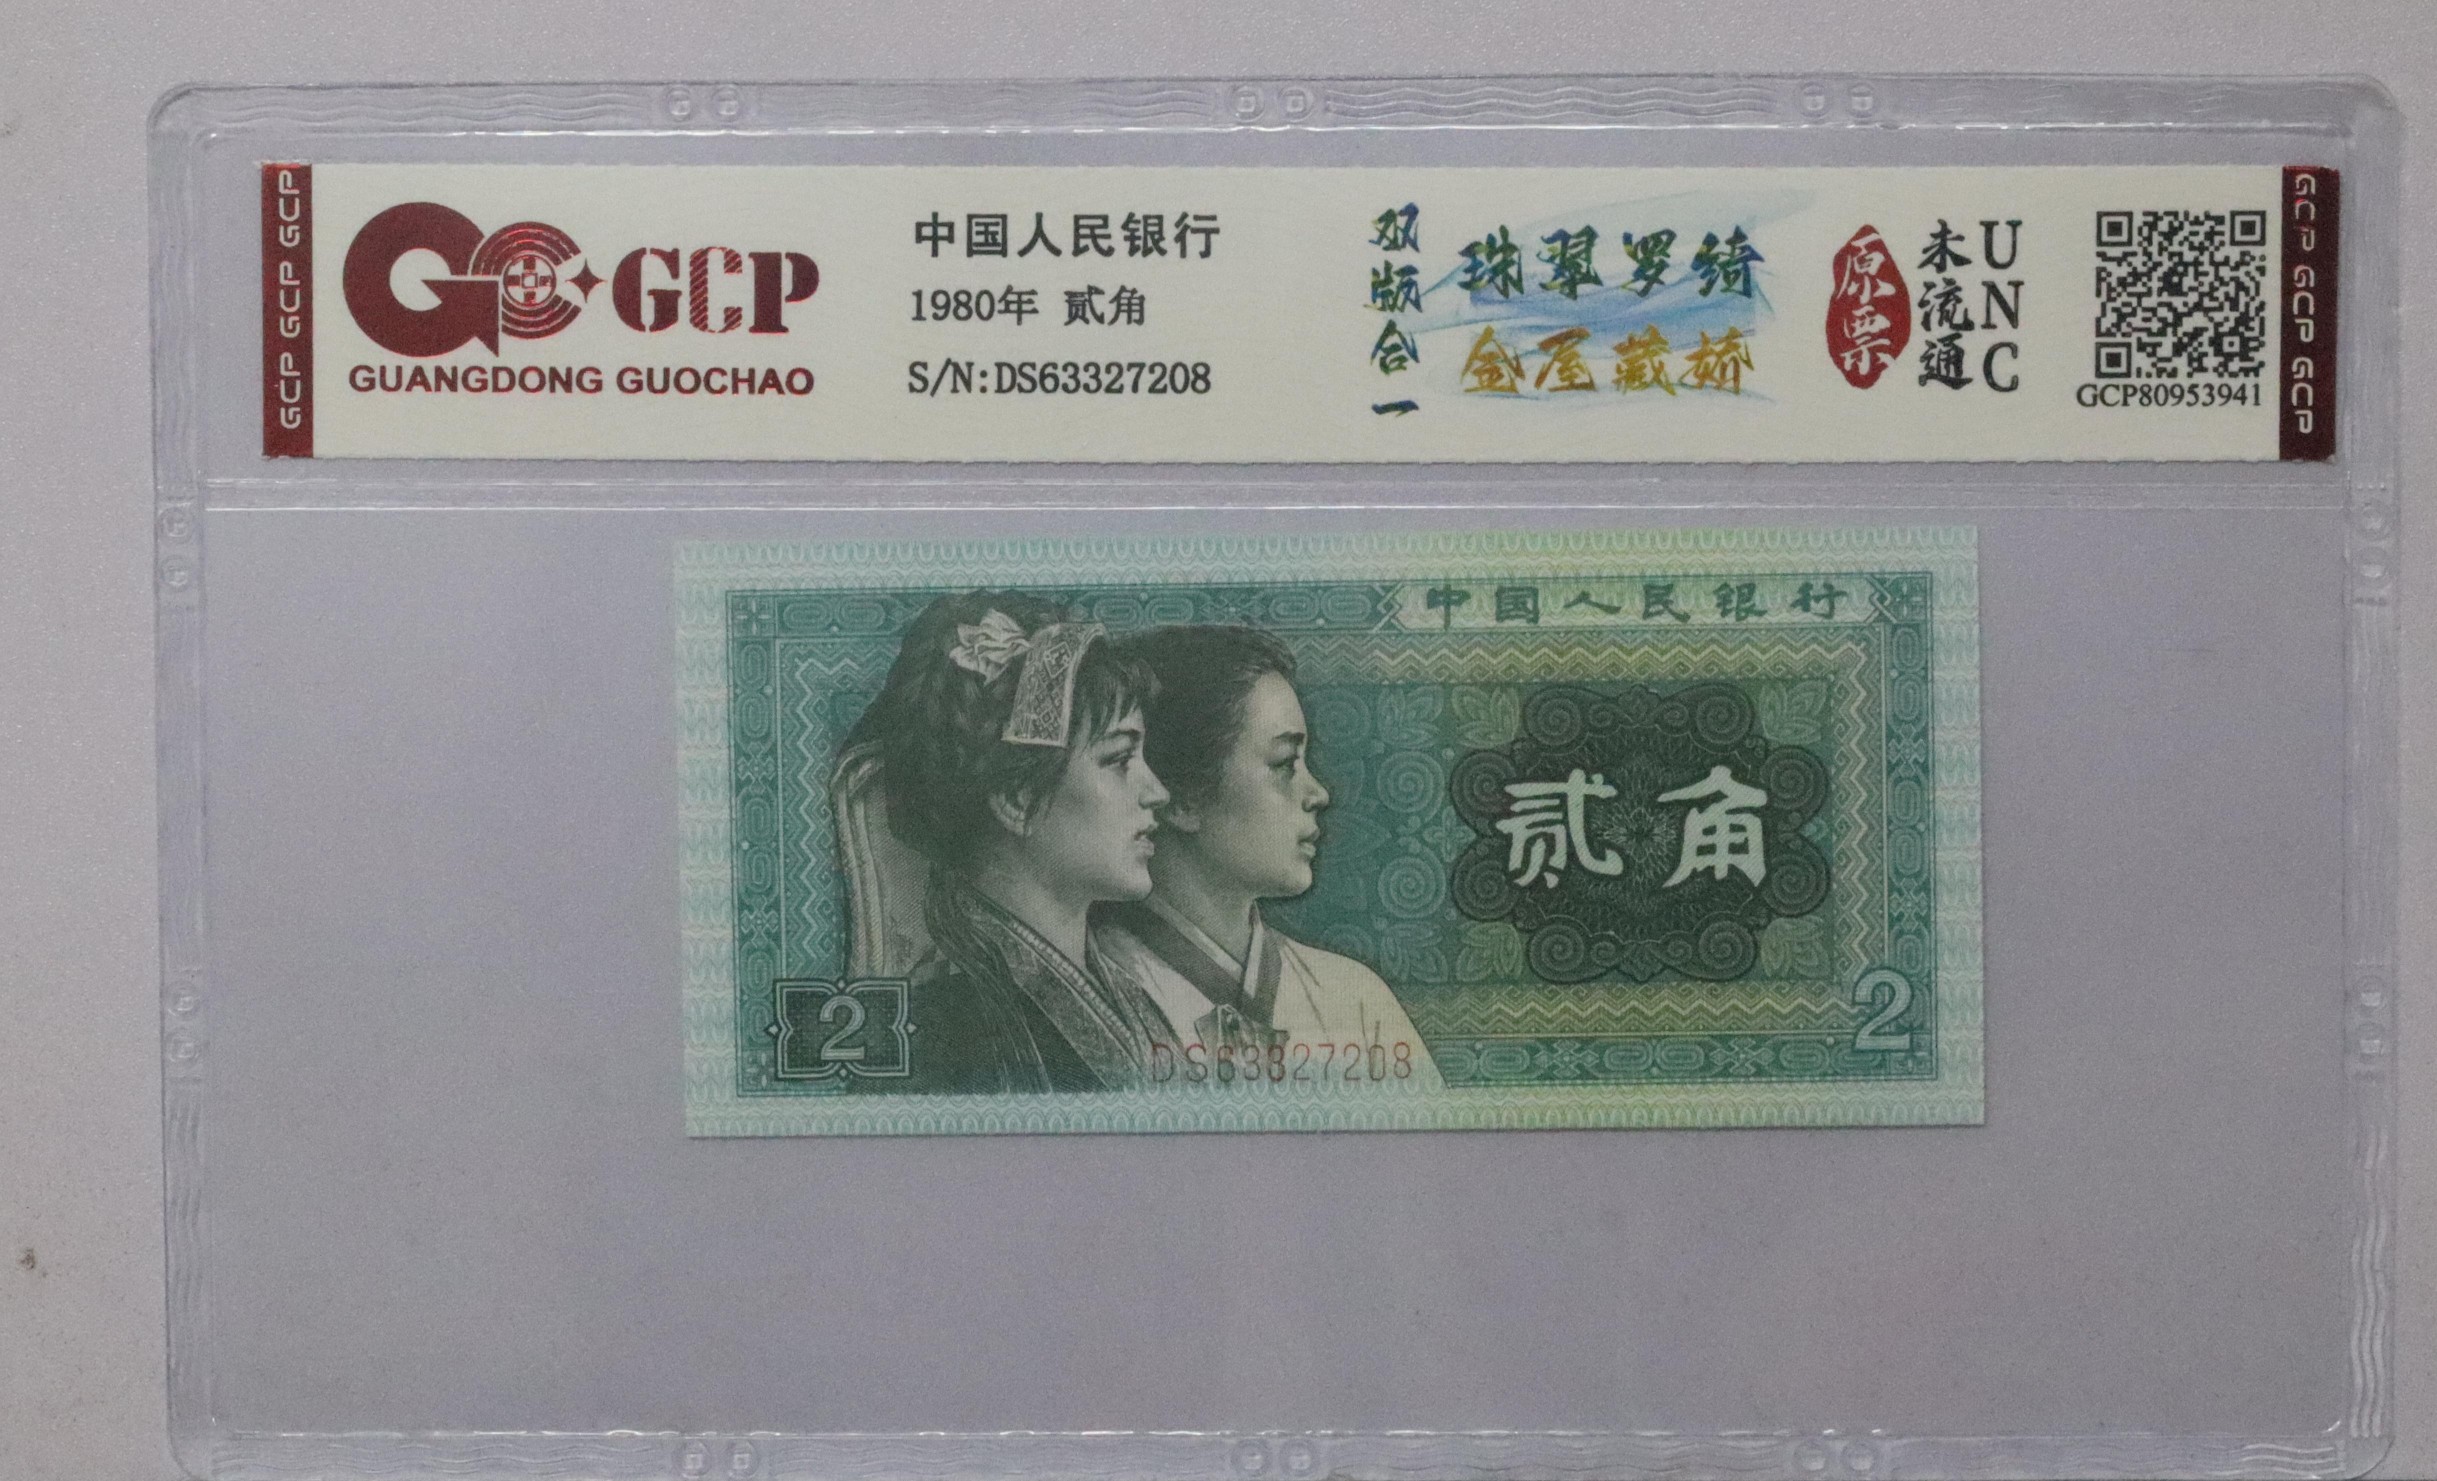 GCP GCP GCP
GCP
GUANGDONG GUOCHAO
中国人民银行
1980年 贰角
S/N:DS63327208
双版合一
珠翠罗绮
金屋藏娇
原票
未流通
UNC
GCP80953941
GCP GCP GCP
中国人民银行
贰角
2
2
DS63327208